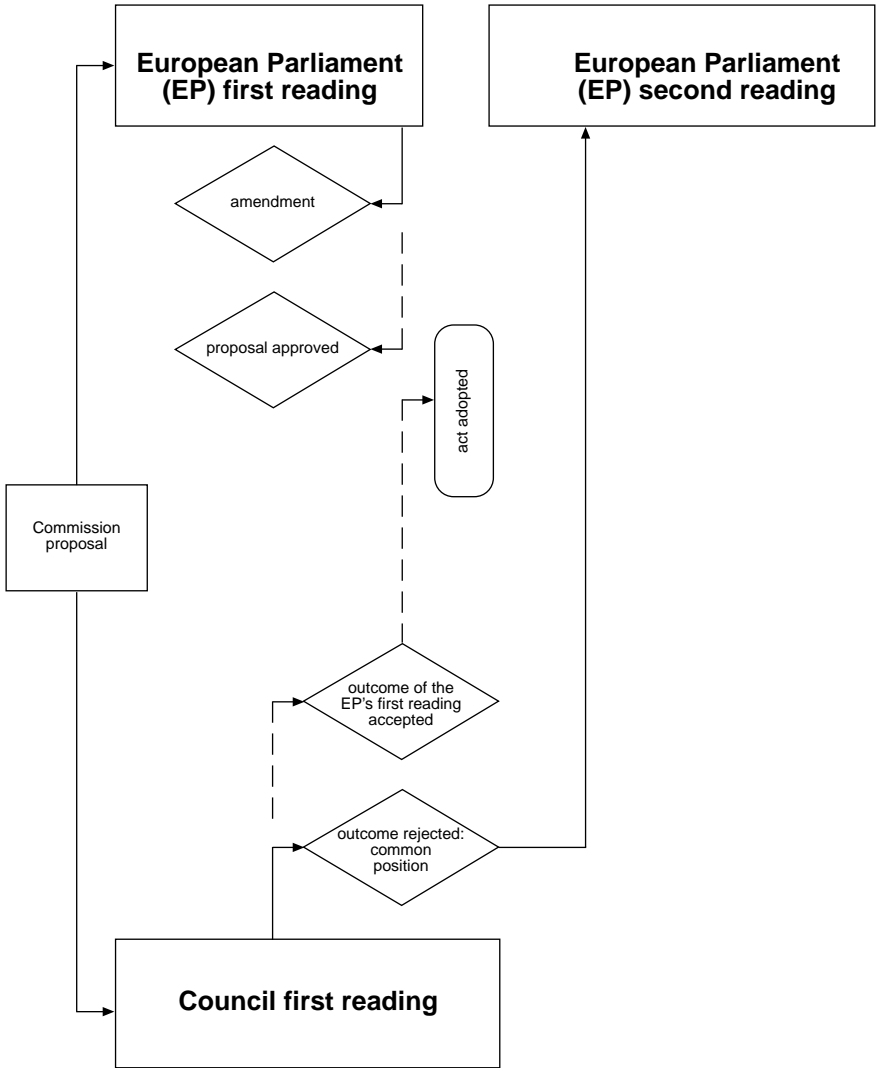 European Parliament
(EP) first reading
European Parliament
(EP) second reading
amendment
proposal approved
act adopted
Commission
proposal
outcome of the
EP's first reading
accepted
outcome rejected:
common
position
Council first reading